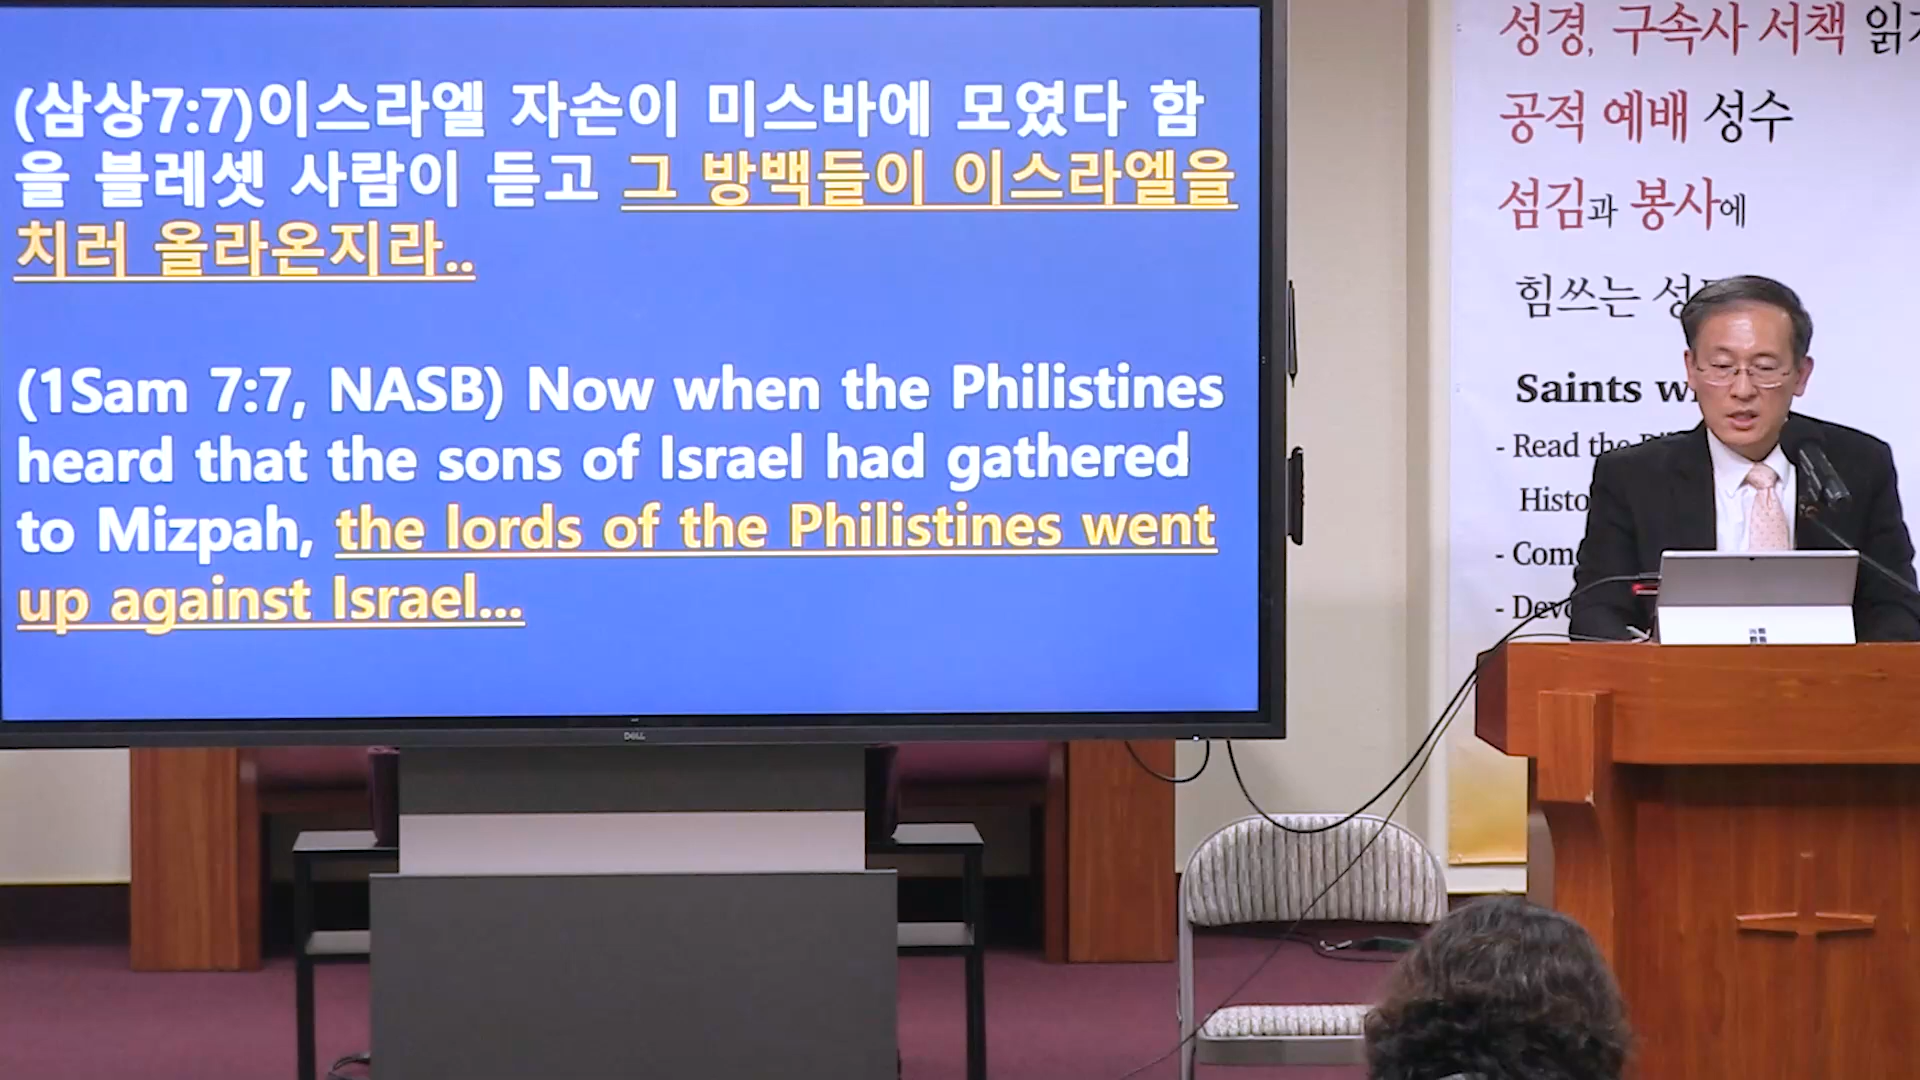 (삼상7:7)이스라엘 자손이 미스바에 모였다 함
을 블레셋 사람이 듣고 그 방백들이 이스라엘을
치러 올라온지라..
(1Sam 7:7, NASB) Now when the Philistines
heard that the sons of Israel had gathered
to Mizpah, the lords of the Philistines went
up against Israel...
DELL
성경, 구속사 서책
공적 예배 성수
섬김과 봉사에
힘쓰는
Saints
- Read the
- 
-